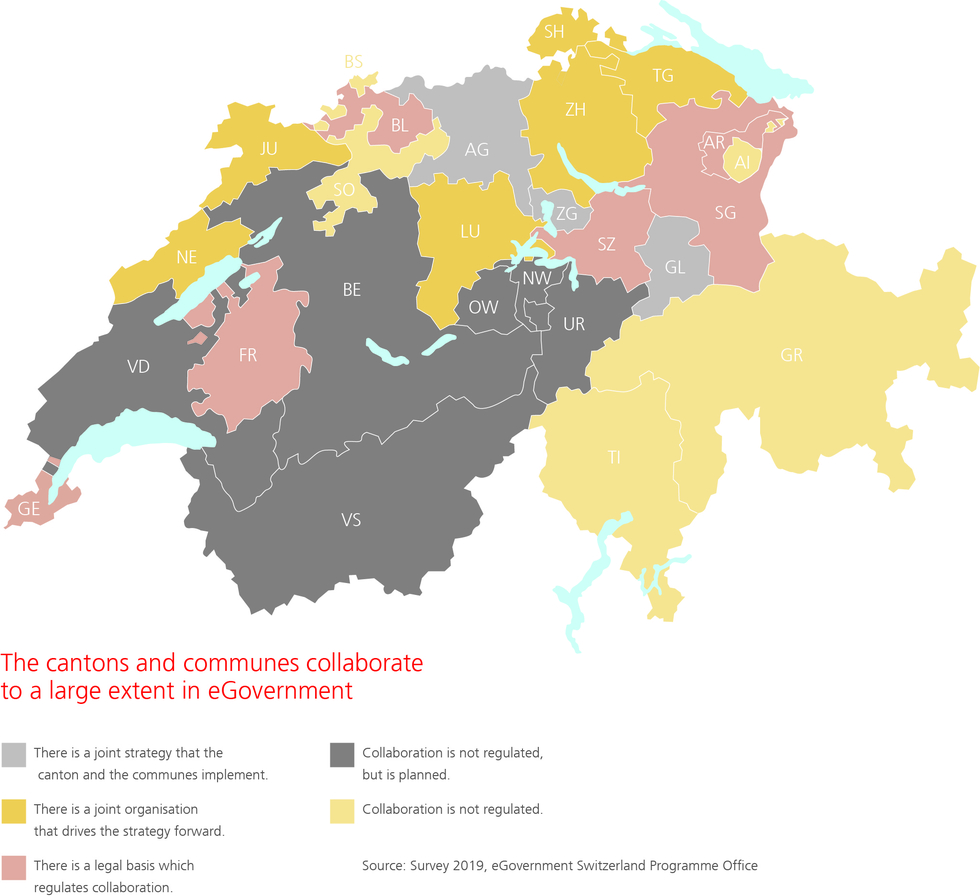 SH
BS
TG
ZH
BL
JU
AG
AR
AI
SO
ZG
SG
LU
SZ
NE
GL
NW
BE
OW
UR
FR
GR
VD
TI
GE
VS
The cantons and communes collaborate
to a large extent in eGovernment
There is a joint strategy that the
canton and the communes implement.
There is a joint organisation
that drives the strategy forward.
There is a legal basis which
regulates collaboration.
Collaboration is not regulated,
but is planned.
Collaboration is not regulated.
Source: Survey 2019, eGovernment Switzerland Programme Office